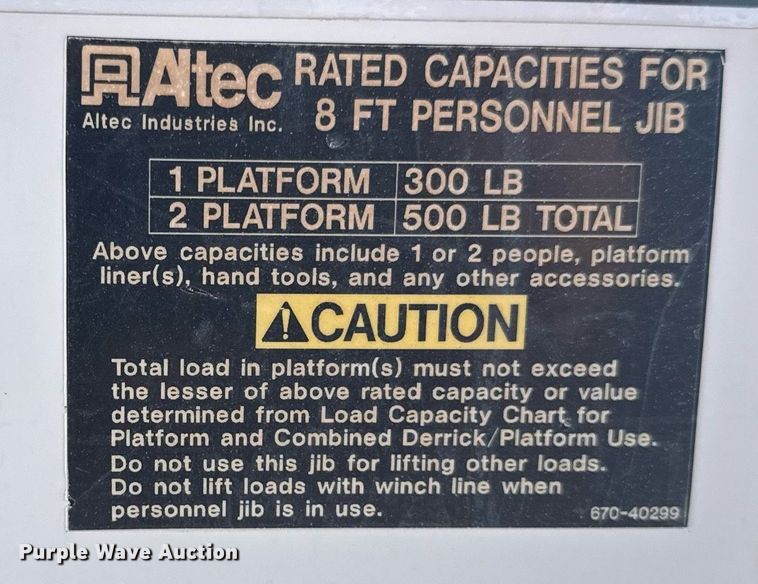 Altec RATED CAPACITIES FOR
Altec Industries Inc. 8 FT PERSONNEL JIB
1 PLATFORM 300 LB
2 PLATFORM 500 LB TOTAL
Above capacities include 1 or 2 people, platform
liner(s), hand tools, and any other accessories.
CAUTION
Total load in platform(s) must not exceed
the lesser of above rated capacity or value
determined from Load Capacity Chart for
Platform and Combined Derrick/Platform Use.
Do not use this jib for lifting other loads.
Do not lift loads with winch line when
personnel jib is in use. 670-40299
Purple Wave Auction